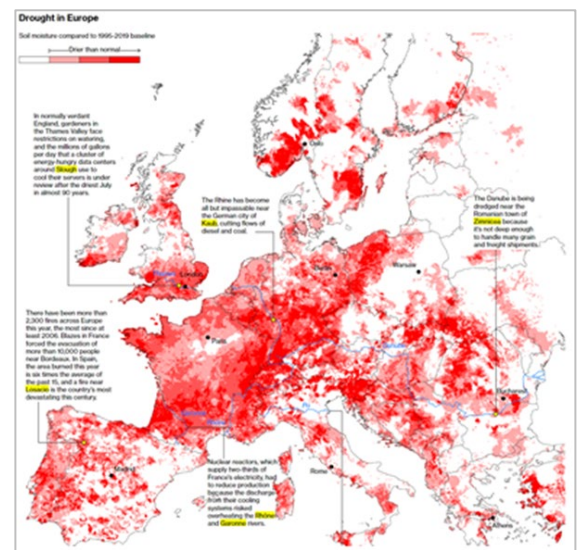 Drought in Europe
Soil moisture compared to 1995-2019 baseline
Drier than normal
In normally verdant
England, gardeners in
the Thames Valley face
restrictions on watering,
and the millions of gallons
per day that a cluster of
energy-hungry data centers
around Slough use to
cool their servers is under
review after the driest July
in almost 90 years.
The Rhine has become
all but impassable near
the German city of
Kaub, cutting flows of
diesel and coal.
The Danube is being
dredged near the
Romanian town of
Zimnicea because
it's not deep enough
to handle many grain
and freight shipments.
There have been more than
2,300 fires across Europe
this year, the most since at
least 2006. Blazes in France
forced the evacuation of
more than 10,000 people
near Bordeaux. In Spain,
the area burned this year
is six times the average of
the past 15, and a fire near
Losacio is the country's most
devastating this century.
Nuclear reactors, which
supply two-thirds of
France's electricity, had
to reduce production
because the discharge
from their cooling
systems risked
overheating the Rhône
and Garonne rivers.
Oslo
London
Berlin
Warsaw
Paris
Bucharest
Madrid
Rome
Athens